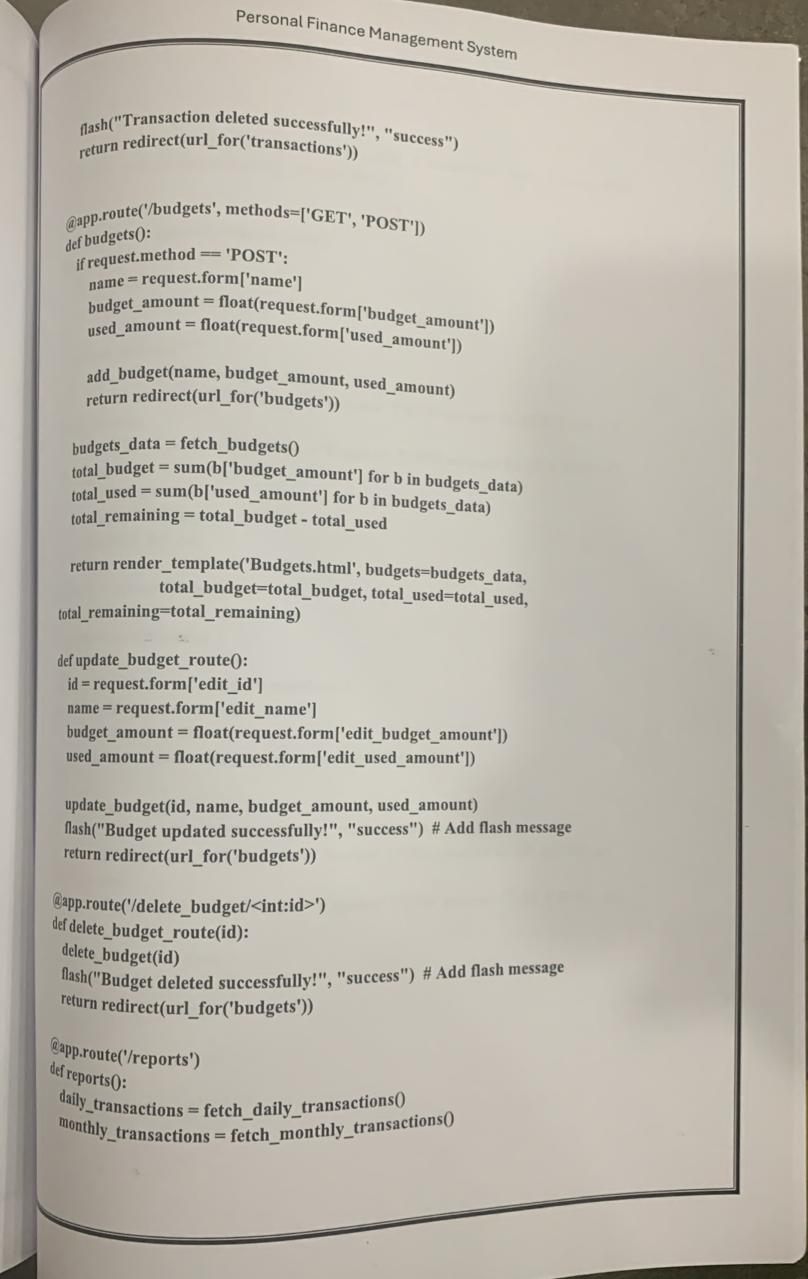 Personal Finance Management System
flash("Transaction deleted successfully!", "success")
return redirect(url_for('transactions'))
@app.route('/budgets', methods=['GET', 'POST'])
def budgets():
if request.method == 'POST':
name = request.form['name']
budget_amount = float(request.form['budget_amount'])
used_amount = float(request.form['used_amount'])
add_budget(name, budget_amount, used_amount)
return redirect(url_for('budgets'))
budgets_data = fetch_budgets()
total_budget = sum(b['budget_amount'] for b in budgets_data)
total_used = sum(b['used_amount'] for b in budgets_data)
total_remaining = total_budget - total_used
return render_template('Budgets.html', budgets=budgets_data,
total_budget=total_budget, total_used=total_used,
total_remaining=total_remaining)
def update_budget_route():
id = request.form['edit_id']
name = request.form['edit_name']
budget_amount = float(request.form['edit_budget_amount'])
used_amount = float(request.form['edit_used_amount'])
update_budget(id, name, budget_amount, used_amount)
flash("Budget updated successfully!", "success") # Add flash message
return redirect(url_for('budgets'))
@app.route('/delete_budget/<int:id>')
def delete_budget_route(id):
delete_budget(id)
flash("Budget deleted successfully!", "success") # Add flash message
return redirect(url_for('budgets'))
@app.route('/reports')
def reports():
daily_transactions = fetch_daily_transactions()
monthly_transactions = fetch_monthly_transactions()